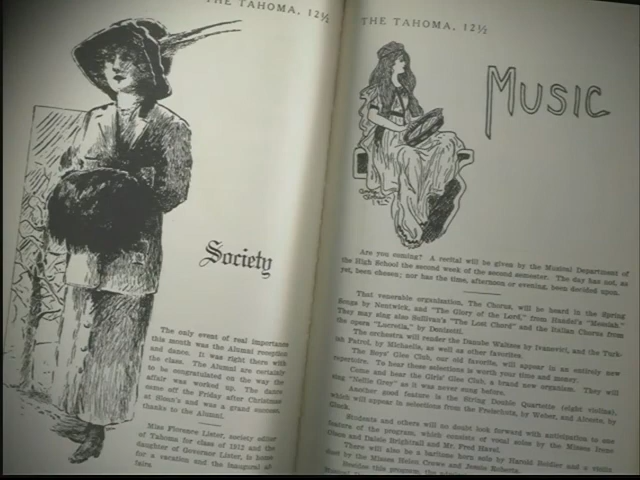 THE TAHOMA, 12½
Society
The only event of real importance
this month was the Alumni reception
and dance. It was right there with
the class. The Alumni are certainly
to be congratulated on the way the
affair was worked up. The dance
came off the Friday after Christmas
at Sloan's and was a grand success,
thanks to the Alumni.
Miss Florence Lister, society editor
of Tahoma for class of 1912 and the
daughter of Governor Lister, is home
for a vacation and the inaugural af-
fairs.
THE TAHOMA, 12½
MUSIC
Are you coming? A recital will be given by the Musical Department of
the High School the second week of the second semester. The day has not, as
yet, been chosen; nor has the time, afternoon or evening, been decided upon.
That venerable organization, The Chorus, will be heard in the Spring
Songs by Nentwick, and "The Glory of the Lord," from Handel's "Messiah."
They may sing also Sullivan's "The Lost Chord" and the Italian Chorus from
the opera "Lucretia," by Donizetti.
The orchestra will render the Danube Waltzes by Ivanovici, and the Turk-
ish Patrol, by Michaelis, as well as other favorites.
The Boys' Glee Club, our old favorite, will appear in an entirely new
repertoire. To hear these selections is worth your time and money.
Come and hear the Girls' Glee Club, a brand new organism. They will
sing "Nellie Grey" as it was never sung before.
Another good feature is the String Double Quartette (eight violins),
which will appear in selections from the Freischutz, by Weber, and Alceste, by
Gluck.
Students and others will no doubt look forward with anticipation to one
feature of the program, which consists of vocal solos by the Misses Irene
Olsen and Daisie Brightrall and Mr. Fred Haval.
There will also be a baritone horn solo by Harold and a violin
duet by the Misses Helen Crowe and Jessie Roberts.
Besides this program, the